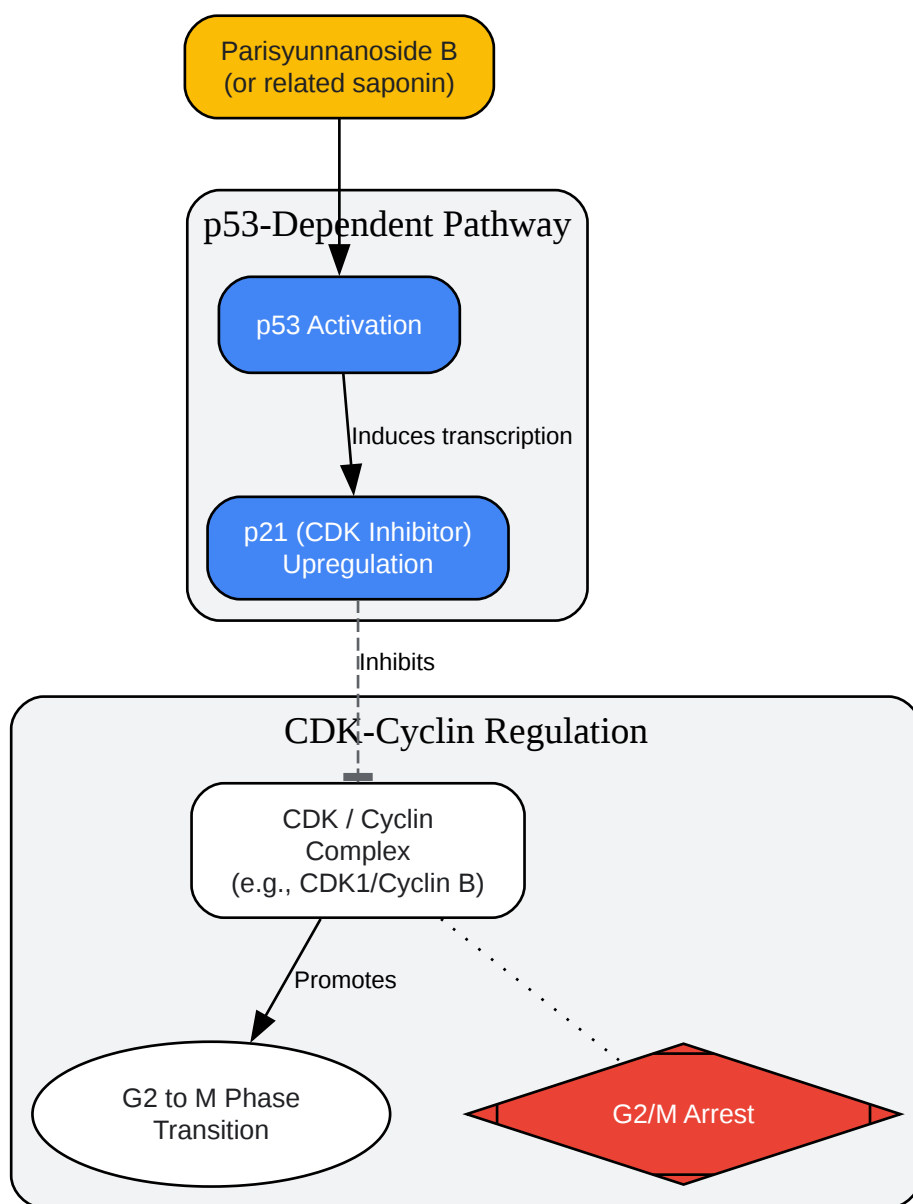 Parisyunnanoside B
(or related saponin)
p53-Dependent Pathway
p53 Activation
Induces transcription
p21 (CDK Inhibitor)
Upregulation
Inhibits
CDK-Cyclin Regulation
CDK / Cyclin
Complex
(e.g., CDK1/Cyclin B)
Promotes
G2 to M Phase
Transition
G2/M Arrest